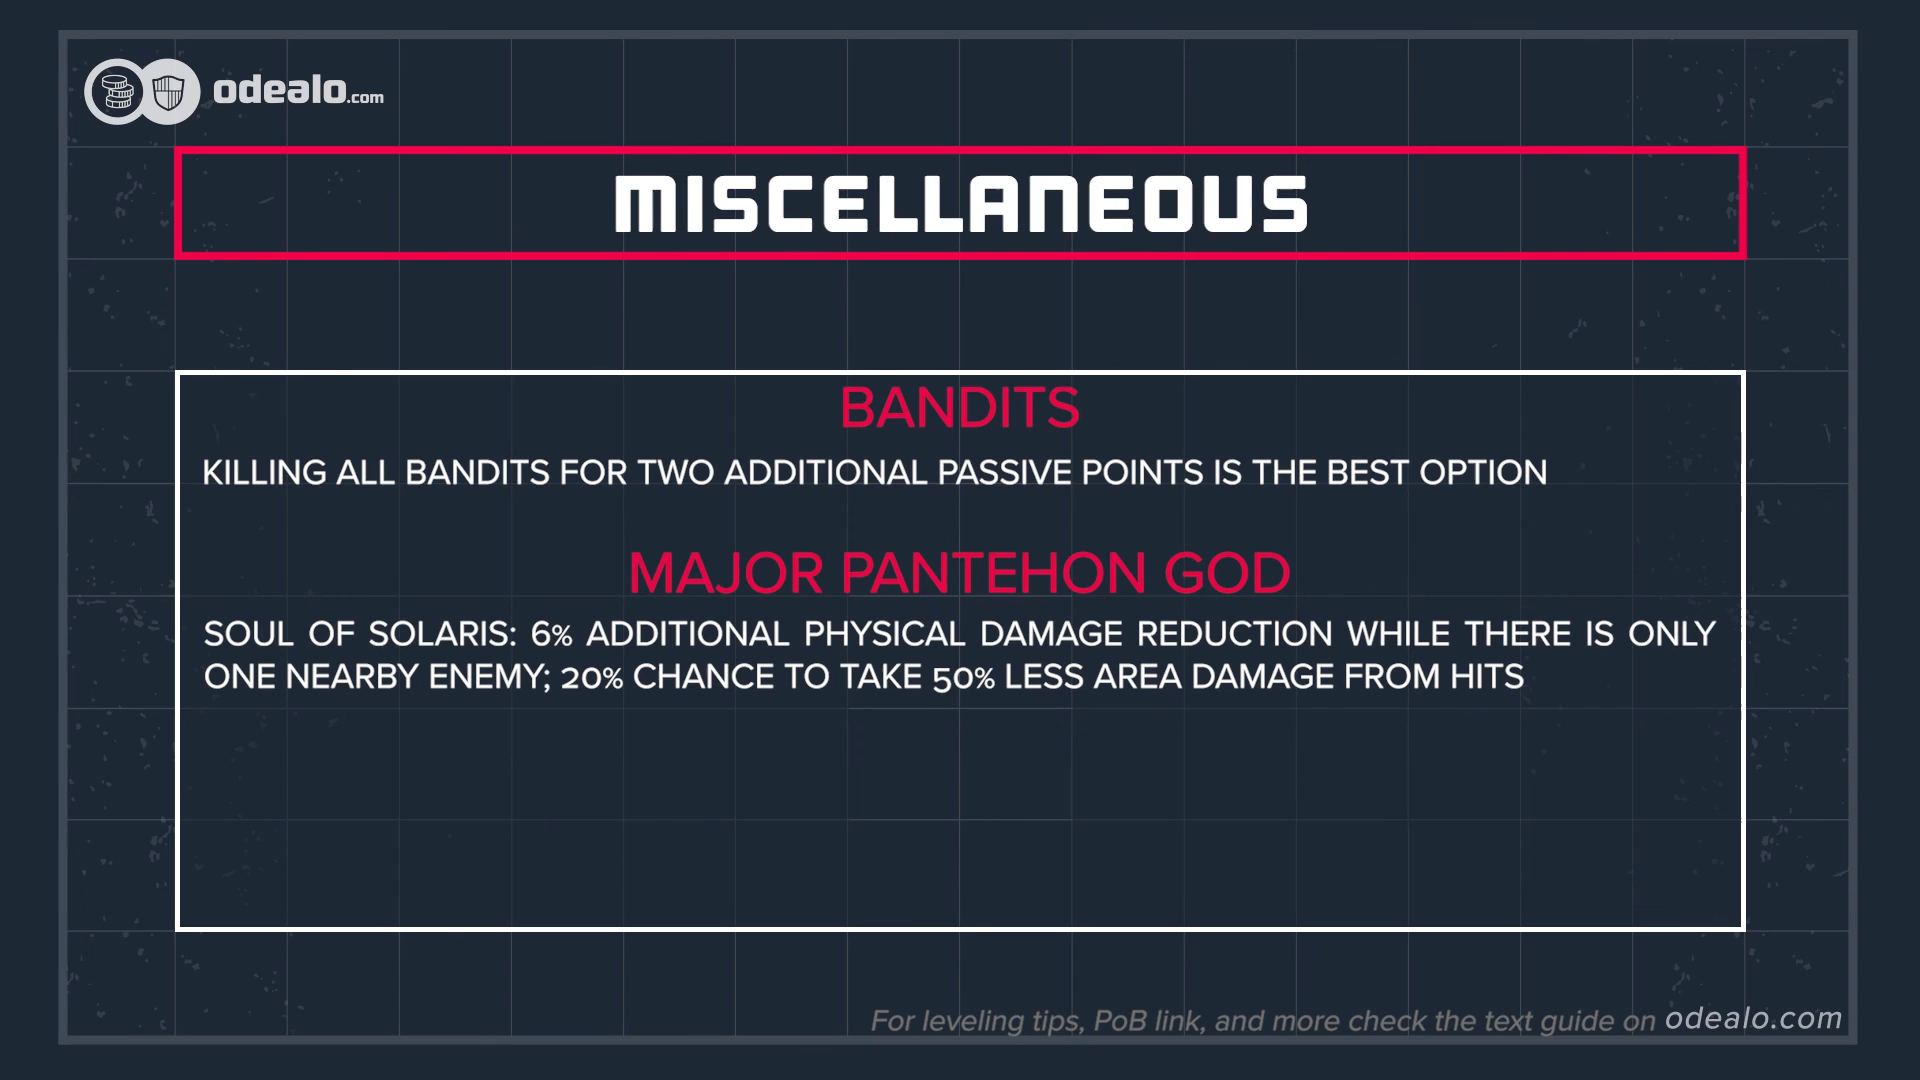 odealo.com
MISCELLANEOUS
BANDITS
KILLING ALL BANDITS FOR TWO ADDITIONAL PASSIVE POINTS IS THE BEST OPTION
MAJOR PANTEHON GOD
SOUL OF SOLARIS: 6% ADDITIONAL PHYSICAL DAMAGE REDUCTION WHILE THERE IS ONLY
ONE NEARBY ENEMY; 20% CHANCE TO TAKE 50% LESS AREA DAMAGE FROM HITS
For leveling tips, PoB link, and more check the text guide on odealo.com